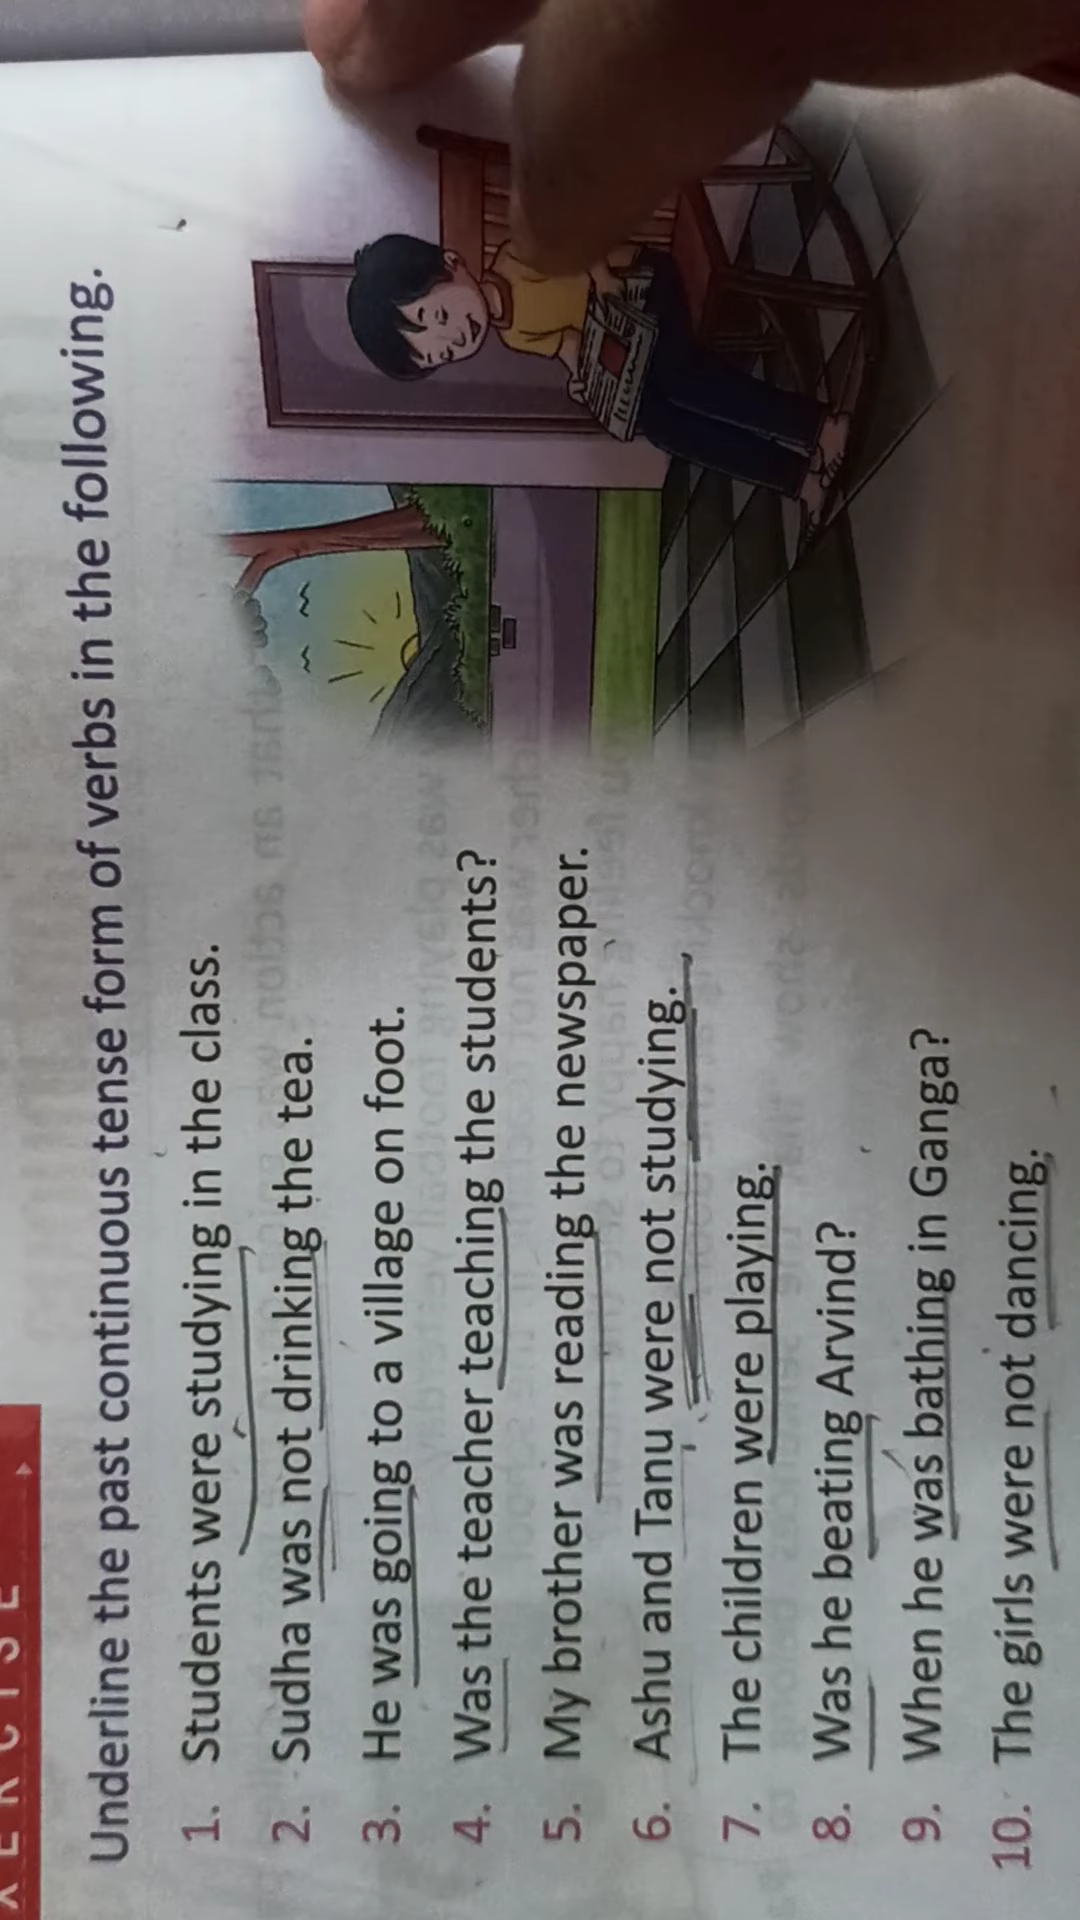 Underline the past continuous tense form of verbs in the following.
1. Students were studying in the class.
2. Sudha was not drinking the tea.
3. He was going to a village on foot.
4. Was the teacher teaching the students?
5. My brother was reading the newspaper.
6. Ashu and Tanu were not studying.
7. The children were playing.
8. Was he beating Arvind?
9. When he was bathing in Ganga?
10. The girls were not dancing.